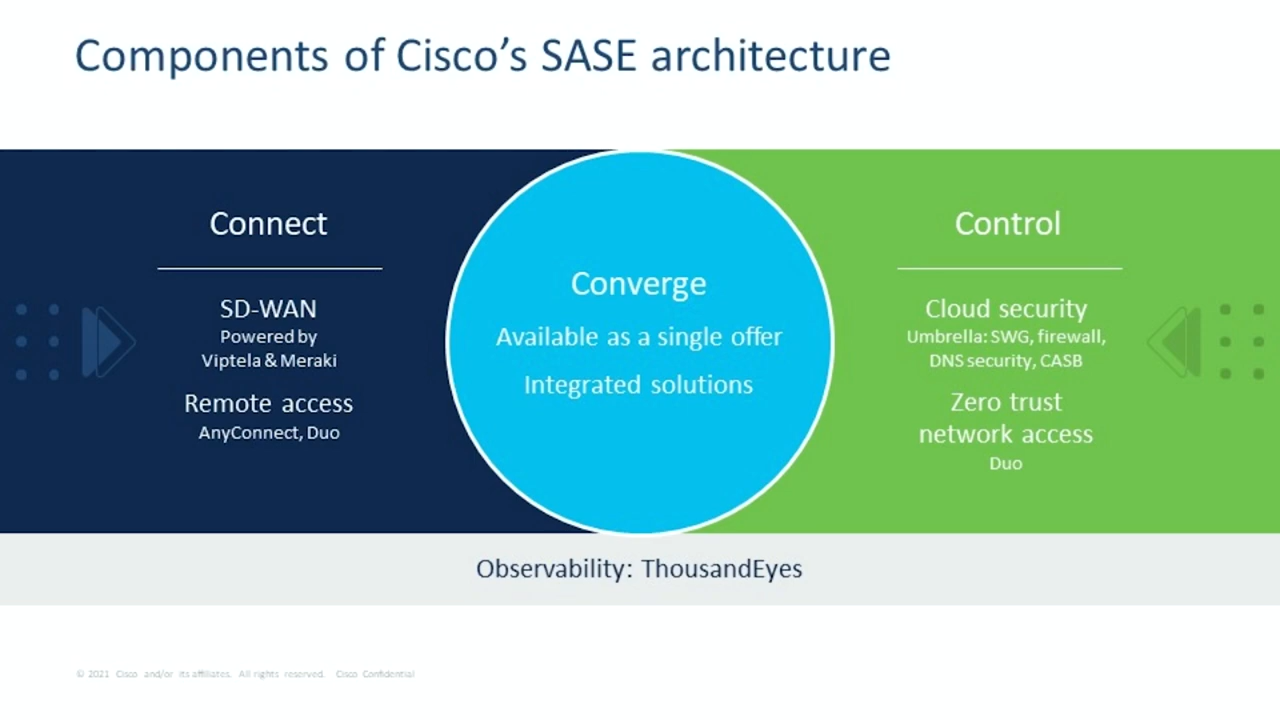 Components of Cisco’s SASE architecture
Connect
SD-WAN
Powered by
Viptela & Meraki
Remote access
AnyConnect, Duo
Converge
Available as a single offer
Integrated solutions
Control
Cloud security
Umbrella: SWG, firewall,
DNS security, CASB
Zero trust
network access
Duo
Observability: ThousandEyes
© 2021 Cisco and/or its affiliates. All rights reserved. Cisco Confidential